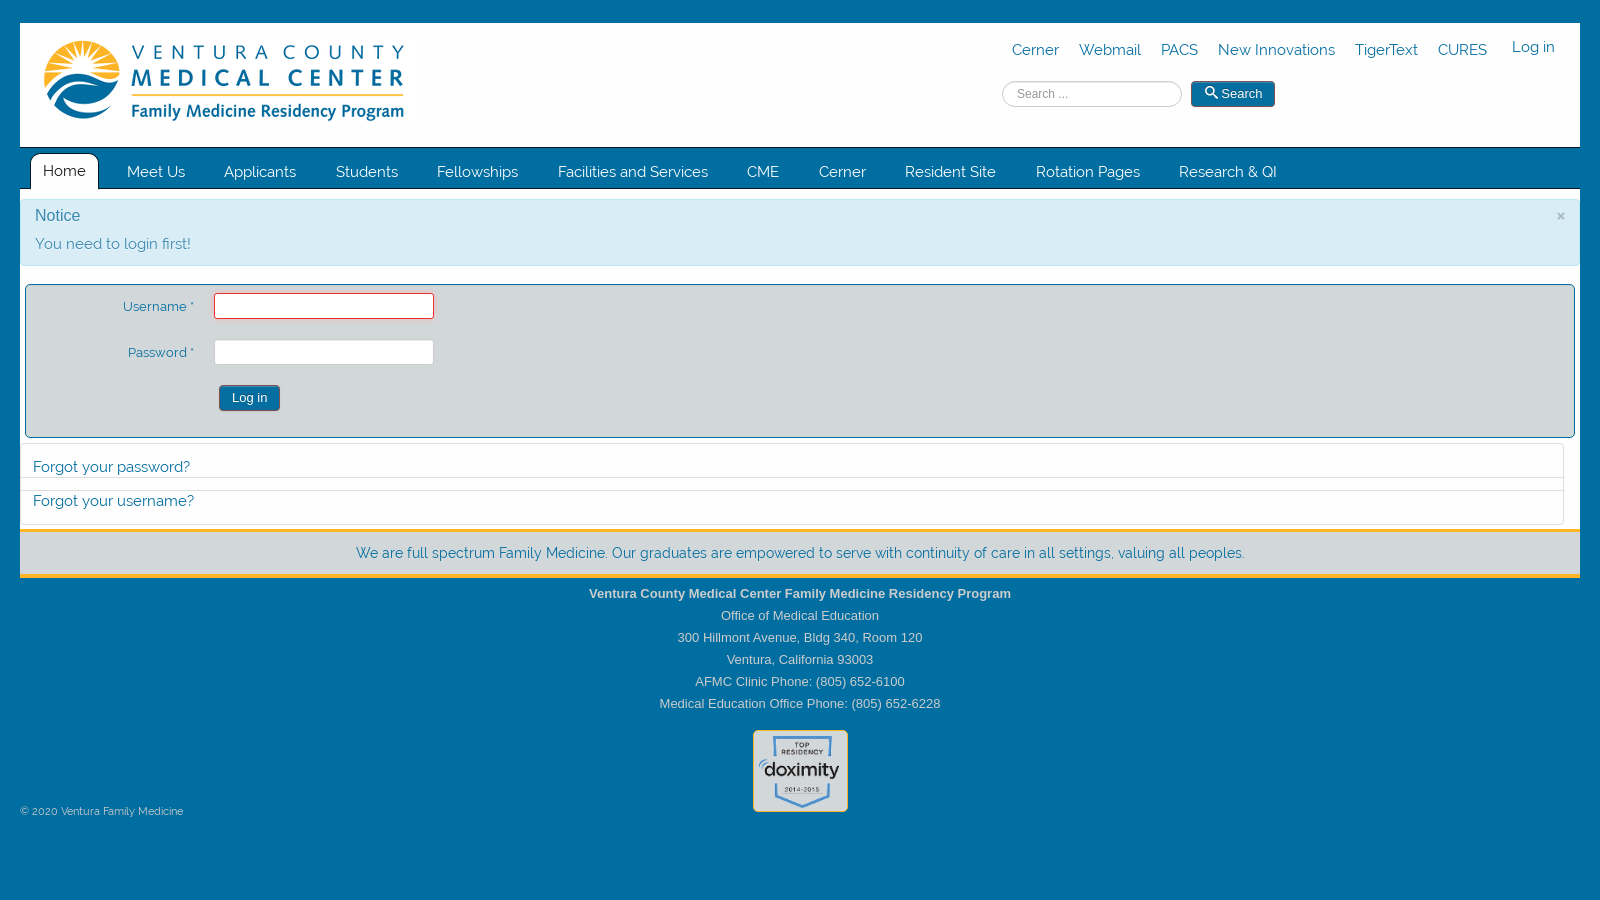 VENTURA COUNTY
MEDICAL CENTER
Family Medicine Residency Program
Cerner Webmail PACS New Innovations TigerText CURES Log in
Search ... Search
Home Meet Us Applicants Students Fellowships Facilities and Services CME Cerner Resident Site Rotation Pages Research & QI
Notice ×
You need to login first!
Username *
Password *
Log in
Forgot your password?
Forgot your username?
We are full spectrum Family Medicine. Our graduates are empowered to serve with continuity of care in all settings, valuing all peoples.
Ventura County Medical Center Family Medicine Residency Program
Office of Medical Education
300 Hillmont Avenue, Bldg 340, Room 120
Ventura, California 93003
AFMC Clinic Phone: (805) 652-6100
Medical Education Office Phone: (805) 652-6228
TOP
RESIDENCY
doximity
2014-2015
© 2020 Ventura Family Medicine